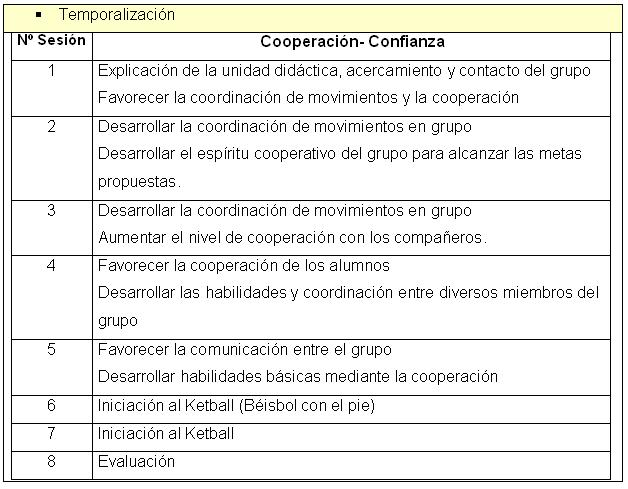 ▪ Temporalización
Nº Sesión Cooperación- Confianza
1 Explicación de la unidad didáctica, acercamiento y contacto del grupo
Favorecer la coordinación de movimientos y la cooperación
2 Desarrollar la coordinación de movimientos en grupo
Desarrollar el espíritu cooperativo del grupo para alcanzar las metas
propuestas.
3 Desarrollar la coordinación de movimientos en grupo
Aumentar el nivel de cooperación con los compañeros.
4 Favorecer la cooperación de los alumnos
Desarrollar las habilidades y coordinación entre diversos miembros del
grupo
5 Favorecer la comunicación entre el grupo
Desarrollar habilidades básicas mediante la cooperación
6 Iniciación al Ketball (Béisbol con el pie)
7 Iniciación al Ketball
8 Evaluación